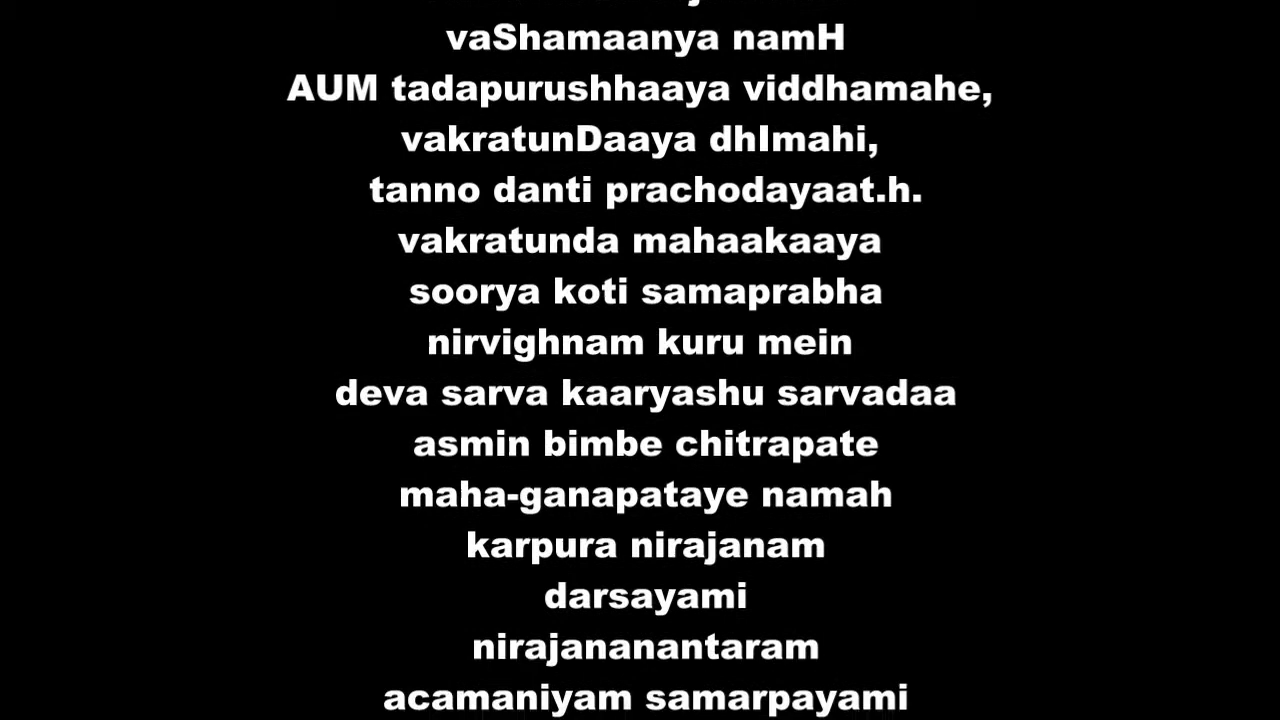 vaShamaanya namH
AUM tadapurushhaaya viddhamahe,
vakratunDaaya dhImahi,
tanno danti prachodayaat.h.
vakratunda mahaakaaya
soorya koti samaprabha
nirvighnam kuru mein
deva sarva kaaryashu sarvadaa
asmin bimbe chitrapate
maha-ganapataye namah
karpura nirajanam
darsayami
nirajananantaram
acamaniyam samarpayami